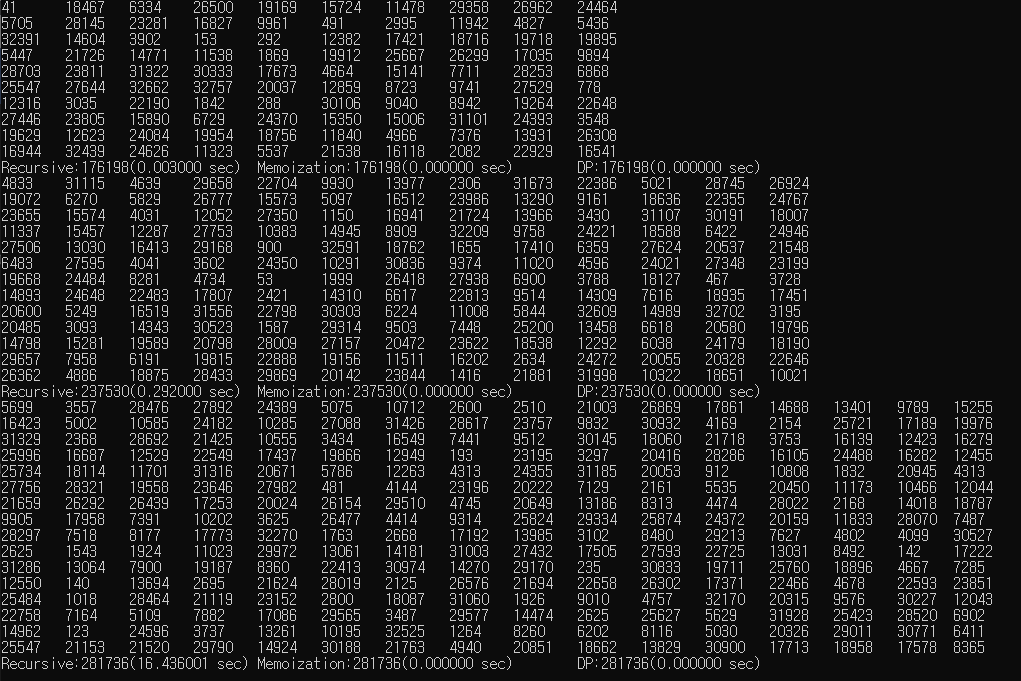 41 18467 6334 26500 19169 15724 11478 29358 26962 24464
5705 28145 23281 16827 9961 491 2995 11942 4827 5436
32391 14604 3902 153 292 12382 17421 18716 19718 19895
5447 21726 14771 11538 1869 19912 25667 26299 17035 9894
28703 23811 31322 30333 17673 4664 15141 7711 28253 6868
25547 27644 32662 32757 20037 12859 8723 9741 27529 778
12316 3035 22190 1842 288 30106 9040 8942 19264 22648
27446 23805 15890 6729 24370 15350 15006 31101 24393 3548
19629 12623 24084 19954 18756 11840 4966 7376 13931 26308
16944 32439 24626 11323 5537 21538 16118 2082 22929 16541
Recursive:176198(0.003000 sec) Memoization:176198(0.000000 sec) DP:176198(0.000000 sec)
4833 31115 4639 29658 22704 9930 13977 2306 31673 22386 5021 28745 26924
19072 6270 5829 26777 15573 5097 16512 23986 13290 9161 18636 22355 24767
23655 15574 4031 12052 27350 1150 16941 21724 13966 3430 31107 30191 18007
11337 15457 12287 27753 10383 14945 8909 32209 9758 24221 18588 6422 24946
27506 13030 16413 29168 900 32591 18762 1655 17410 6359 27624 20537 21548
6483 27595 4041 3602 24350 10291 30836 9374 11020 4596 24021 27348 23199
19668 24484 8281 4734 53 1999 26418 27938 6900 3788 18127 467 3728
14893 24648 22483 17807 2421 14310 6617 22813 9514 14309 7616 18935 17451
20600 5249 16519 31556 22798 30303 6224 11008 5844 32609 14989 32702 3195
20485 3093 14343 30523 1587 29314 9503 7448 25200 13458 6618 20580 19796
14798 15281 19589 20798 28009 27157 20472 23622 18538 12292 6038 24179 18190
29657 7958 6191 19815 22888 19156 11511 16202 2634 24272 20055 20328 22646
26362 4886 18875 28433 29869 20142 23844 1416 21881 31998 10322 18651 10021
Recursive:237530(0.292000 sec) Memoization:237530(0.000000 sec) DP:237530(0.000000 sec)
5699 3557 28476 27892 24389 5075 10712 2600 2510 21003 26869 17861 14688 13401 9789 15255
16423 5002 10585 24182 10285 27088 31426 28617 23757 9832 30932 4169 2154 25721 17189 19976
31329 2368 28692 21425 10555 3434 16549 7441 9512 30145 18060 21718 3753 16139 12423 16279
25996 16687 12529 22549 17437 19866 12949 193 23195 3297 20416 28286 16105 24488 16282 12455
25734 18114 11701 31316 20671 5786 12263 4313 24355 31185 20053 912 10808 1832 20945 4313
27756 28321 19558 23646 27982 481 4144 23196 20222 7129 2161 5535 20450 11173 10466 12044
21659 26292 26439 17253 20024 26154 29510 4745 20649 13186 8313 4474 28022 2168 14018 18787
9905 17958 7391 10202 3625 26477 4414 9314 25824 29334 25874 24372 20159 11833 28070 7487
28297 7518 8177 17773 32270 1763 2668 17192 13985 3102 8480 29213 7627 4802 4099 30527
2625 1543 1924 11023 29972 13061 14181 31003 27432 17505 27593 22725 13031 8492 142 17222
31286 13064 7900 19187 8360 22413 30974 14270 29170 235 30833 19711 25760 18896 4667 7285
12550 140 13694 2695 21624 28019 2125 26576 21694 22658 26302 17371 22466 4678 22593 23851
25484 1018 28464 21119 23152 2800 18087 31060 1926 9010 4757 32170 20315 9576 30227 12043
22758 7164 5109 7882 17086 29565 3487 29577 14474 2625 25627 5629 31928 25423 28520 6902
14962 123 24596 3737 13261 10195 32525 1264 8260 6202 8116 5030 20326 29011 30771 6411
25547 21153 21520 29790 14924 30188 21763 4940 20851 18662 13829 30900 17713 18958 17578 8365
Recursive:281736(16.436001 sec) Memoization:281736(0.000000 sec) DP:281736(0.000000 sec)